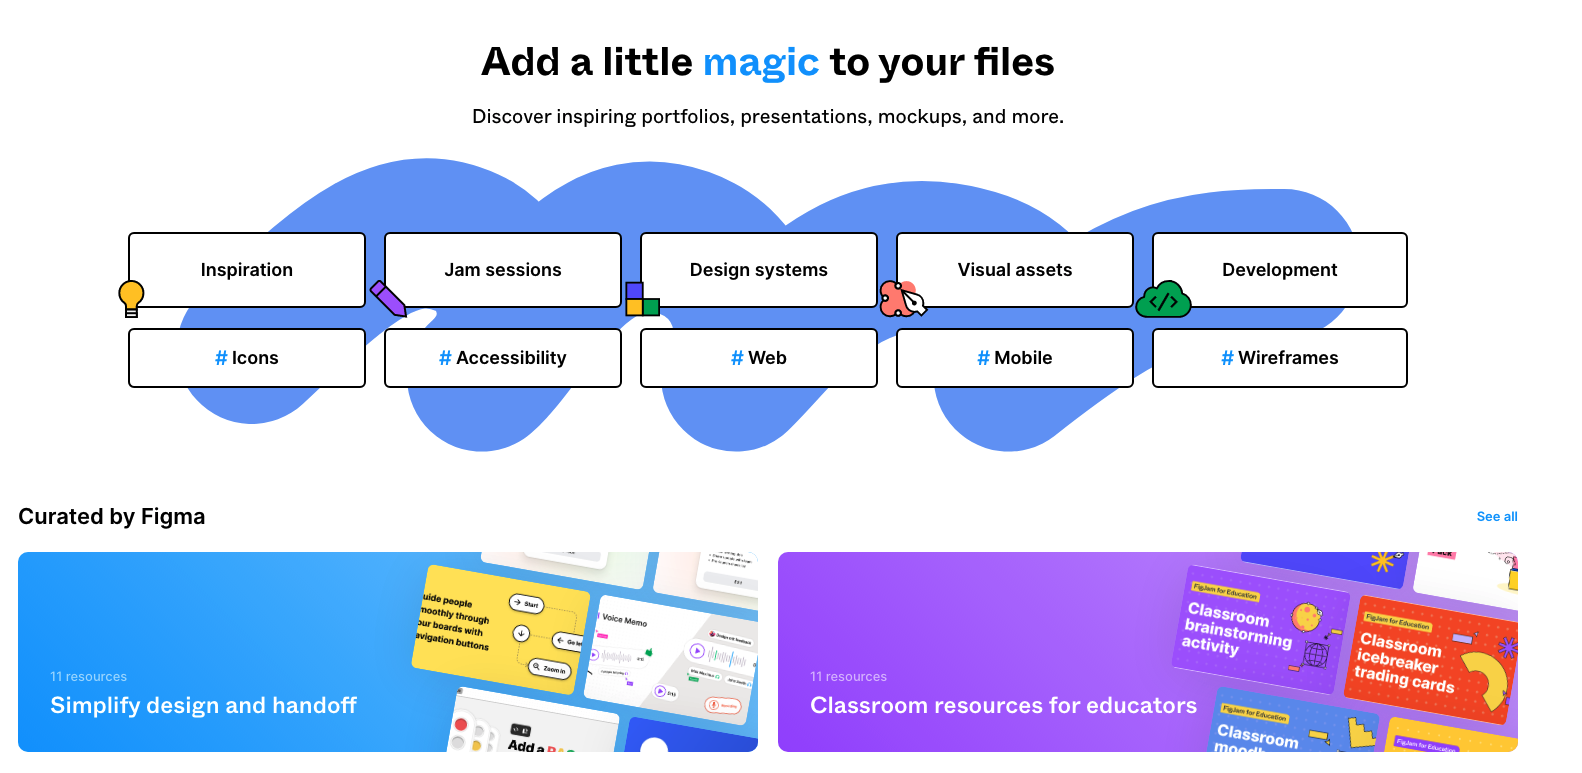 Add a little magic to your files
Discover inspiring portfolios, presentations, mockups, and more.
Inspiration
Jam sessions
Design systems
Visual assets
Development
# Icons
# Accessibility
# Web
# Mobile
# Wireframes
Curated by Figma
See all
11 resources
Simplify design and handoff
uide people
moothly through
our boards with
avigation buttons
Start
Zoom in
Voice Memo
Add a
11 resources
Classroom resources for educators
FigJam for Education
Classroom
brainstorming
activity
FigJam for Education
Classroom
icebreaker
trading cards
FigJam for Education
Classroom
FigJam for Education